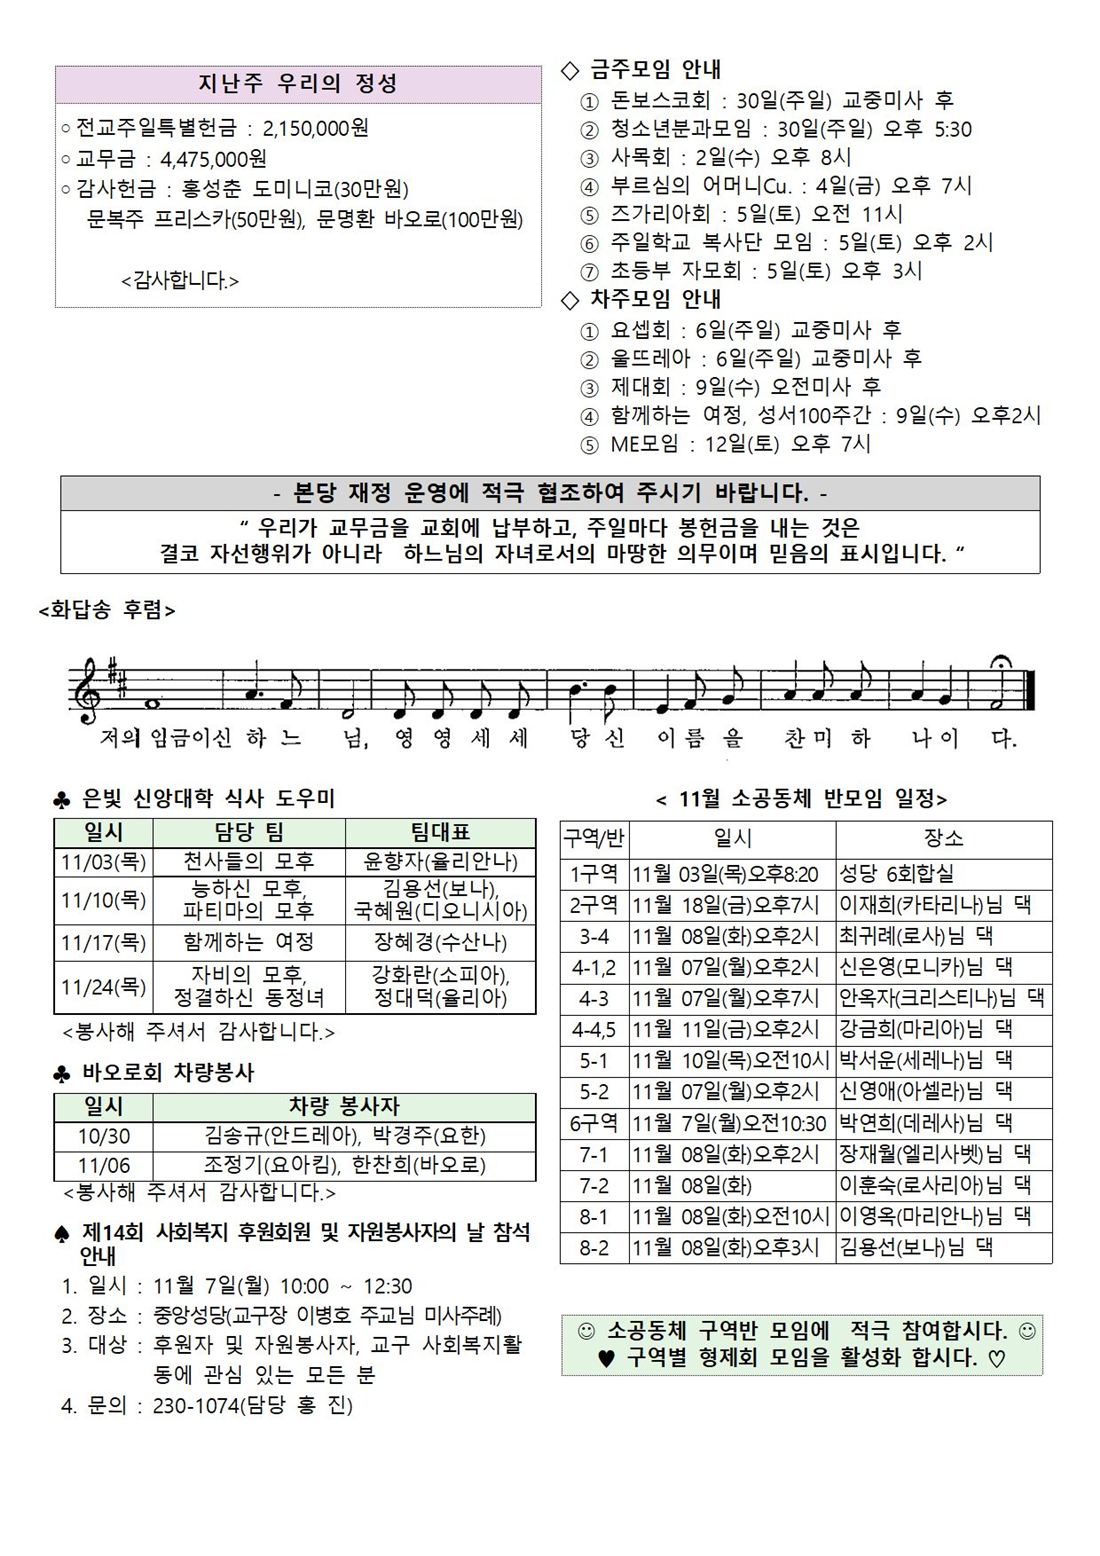 지난주 우리의 정성
○ 전교주일특별헌금 : 2,150,000원
○ 교무금 : 4,475,000원
○ 감사헌금 : 홍성춘 도미니코(30만원)
문복주 프리스카(50만원), 문명환 바오로(100만원)
<감사합니다.>
◇ 금주모임 안내
① 돈보스코회 : 30일(주일) 교중미사 후
② 청소년분과모임 : 30일(주일) 오후 5:30
③ 사목회 : 2일(수) 오후 8시
④ 부르심의 어머니Cu. : 4일(금) 오후 7시
⑤ 즈가리아회 : 5일(토) 오전 11시
⑥ 주일학교 복사단 모임 : 5일(토) 오후 2시
⑦ 초등부 자모회 : 5일(토) 오후 3시
◇ 차주모임 안내
① 요셉회 : 6일(주일) 교중미사 후
② 울뜨레아 : 6일(주일) 교중미사 후
③ 제대회 : 9일(수) 오전미사 후
④ 함께하는 여정, 성서100주간 : 9일(수) 오후2시
⑤ ME모임 : 12일(토) 오후 7시
- 본당 재정 운영에 적극 협조하여 주시기 바랍니다. -
“ 우리가 교무금을 교회에 납부하고, 주일마다 봉헌금을 내는 것은
결코 자선행위가 아니라 하느님의 자녀로서의 마땅한 의무이며 믿음의 표시입니다. “
<화답송 후렴>
저의 임금이신 하 느 님, 영 영 세 세 당 신 이 름 을 찬 미 하 나 이 다.
♣ 은빛 신앙대학 식사 도우미
일시 담당 팀 팀대표
11/03(목) 천사들의 모후 윤향자(율리안나)
11/10(목) 능하신 모후, 파티마의 모후 김용선(보나), 국혜원(디오니시아)
11/17(목) 함께하는 여정 장혜경(수산나)
11/24(목) 자비의 모후, 정결하신 동정녀 강화란(소피아), 정대덕(율리아)
<봉사해 주셔서 감사합니다.>
♣ 바오로회 차량봉사
일시 차량 봉사자
10/30 김송규(안드레아), 박경주(요한)
11/06 조정기(요아킴), 한찬희(바오로)
<봉사해 주셔서 감사합니다.>
♠ 제14회 사회복지 후원회원 및 자원봉사자의 날 참석
안내
1. 일시 : 11월 7일(월) 10:00 ~ 12:30
2. 장소 : 중앙성당(교구장 이병호 주교님 미사주례)
3. 대상 : 후원자 및 자원봉사자, 교구 사회복지활
동에 관심 있는 모든 분
4. 문의 : 230-1074(담당 홍 진)
< 11월 소공동체 반모임 일정>
구역/반 일시 장소
1구역 11월 03일(목)오후8:20 성당 6회합실
2구역 11월 18일(금)오후7시 이재희(카타리나)님 댁
3-4 11월 08일(화)오후2시 최귀례(로사)님 댁
4-1,2 11월 07일(월)오후2시 신은영(모니카)님 댁
4-3 11월 07일(월)오후7시 안옥자(크리스티나)님 댁
4-4,5 11월 11일(금)오후2시 강금희(마리아)님 댁
5-1 11월 10일(목)오전10시 박서운(세레나)님 댁
5-2 11월 07일(월)오후2시 신영애(아셀라)님 댁
6구역 11월 7일(월)오전10:30 박연희(데레사)님 댁
7-1 11월 08일(화)오후2시 장재월(엘리사벳)님 댁
7-2 11월 08일(화) 이훈숙(로사리아)님 댁
8-1 11월 08일(화)오전10시 이영옥(마리안나)님 댁
8-2 11월 08일(화)오후3시 김용선(보나)님 댁
☺ 소공동체 구역반 모임에 적극 참여합시다. ☺
♥ 구역별 형제회 모임을 활성화 합시다. ♡